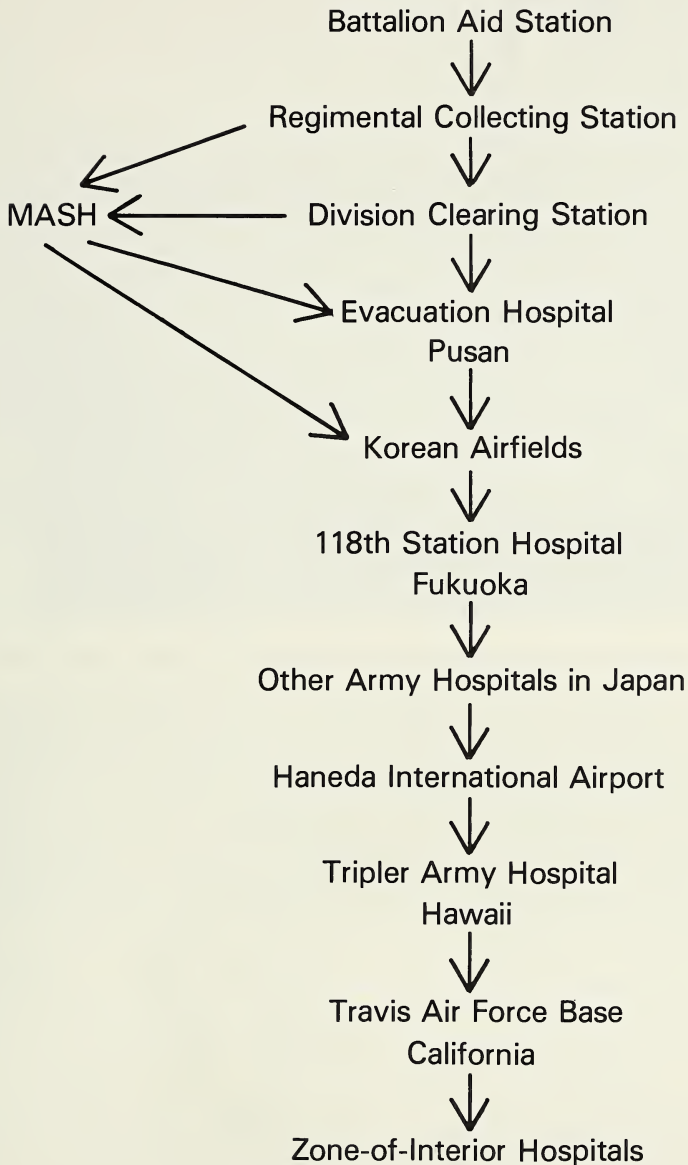 Battalion Aid Station
Regimental Collecting Station
MASH
Division Clearing Station
Evacuation Hospital
Pusan
Korean Airfields
118th Station Hospital
Fukuoka
Other Army Hospitals in Japan
Haneda International Airport
Tripler Army Hospital
Hawaii
Travis Air Force Base
California
Zone-of-Interior Hospitals